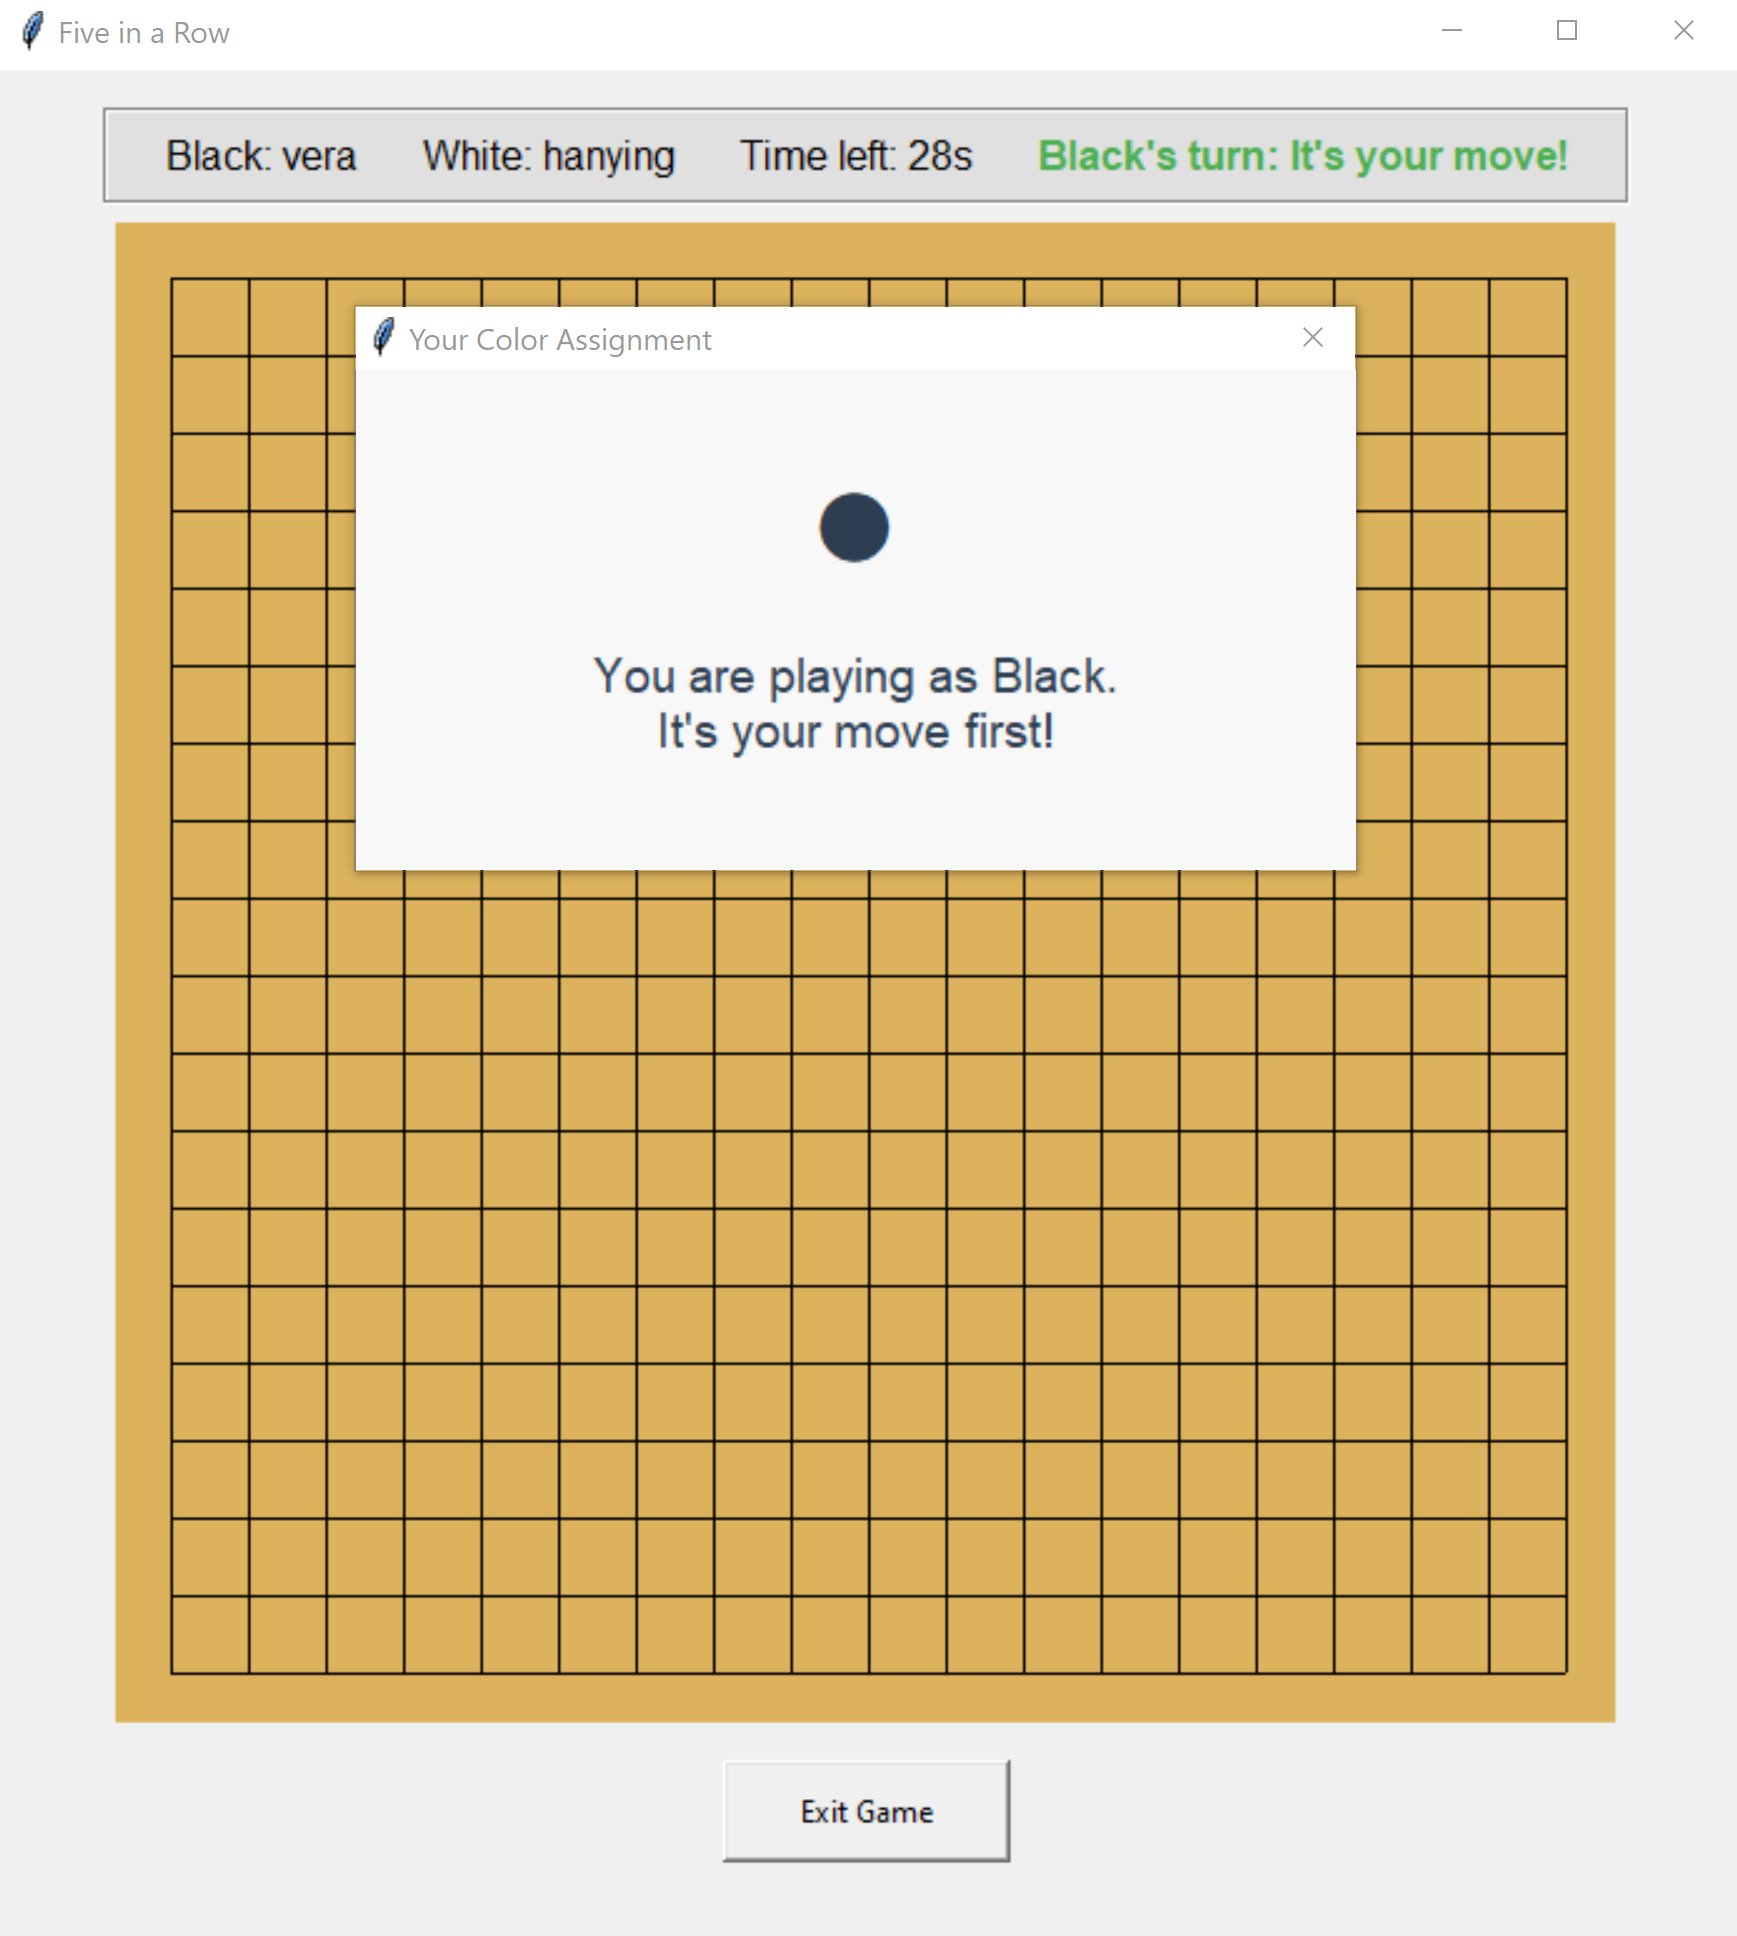 Five in a Row
Black: vera White: hanying Time left: 28s Black's turn: It's your move!
Your Color Assignment
You are playing as Black.
It's your move first!
Exit Game